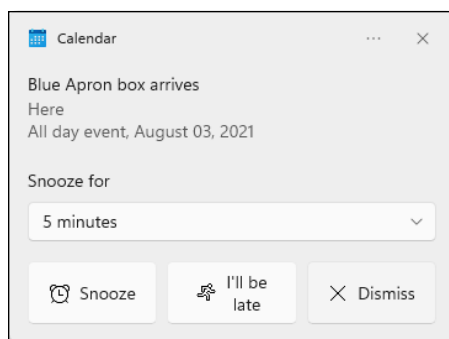 Calendar
Blue Apron box arrives
Here
All day event, August 03, 2021
Snooze for
5 minutes
Snooze
I'll be
late
Dismiss